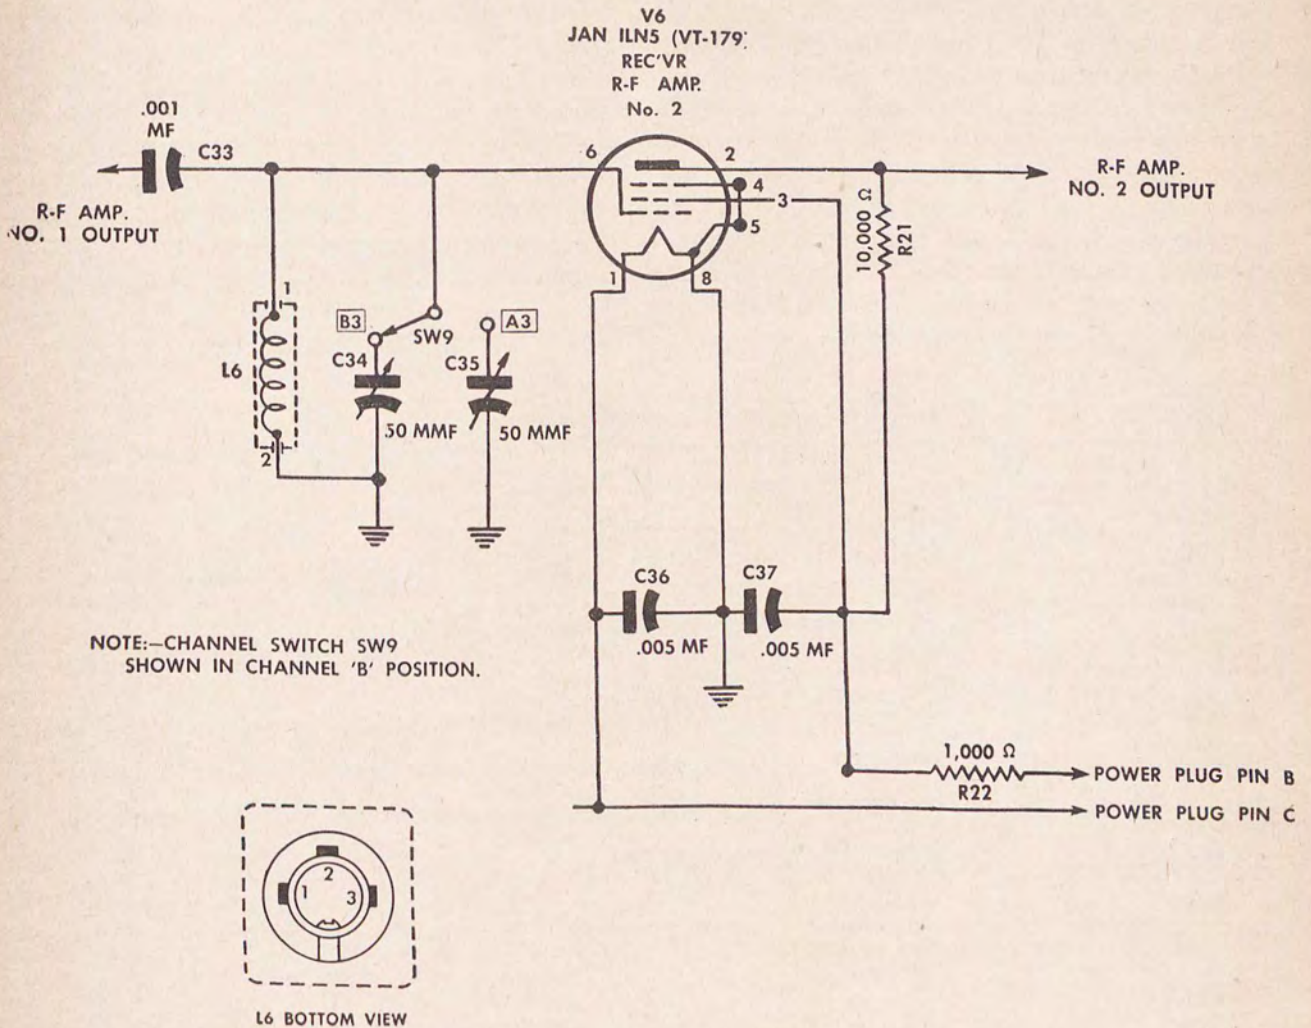 V6
JAN ILN5 (VT-179)
REC'VR
R-F AMP.
No. 2
.001
MF
C33
R-F AMP.
NO. 1 OUTPUT
6
2
4
3
5
1
8
R-F AMP.
NO. 2 OUTPUT
10,000 Ω
R21
1
L6
2
B3
SW9
A3
C34
C35
50 MMF
50 MMF
C36
C37
.005 MF
.005 MF
NOTE:—CHANNEL SWITCH SW9
SHOWN IN CHANNEL 'B' POSITION.
1,000 Ω
R22
POWER PLUG PIN B
POWER PLUG PIN C
2
1
3
L6 BOTTOM VIEW